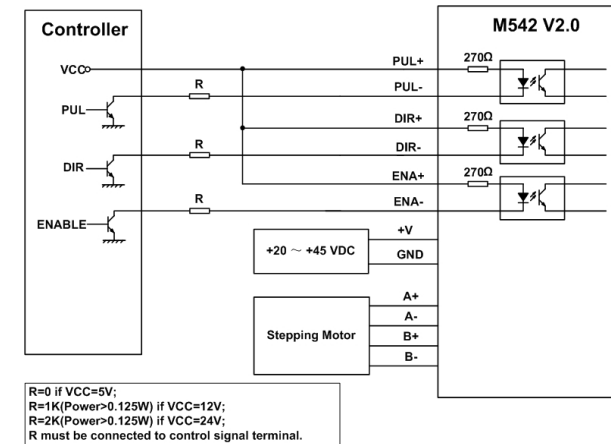 Controller
M542 V2.0
VCC
PUL+
270Ω
R
PUL-
PUL
DIR+
270Ω
R
DIR-
DIR
ENA+
270Ω
R
ENA-
ENABLE
+V
+20 ~ +45 VDC
GND
A+
A-
Stepping Motor
B+
B-
R=0 if VCC=5V;
R=1K(Power>0.125W) if VCC=12V;
R=2K(Power>0.125W) if VCC=24V;
R must be connected to control signal terminal.